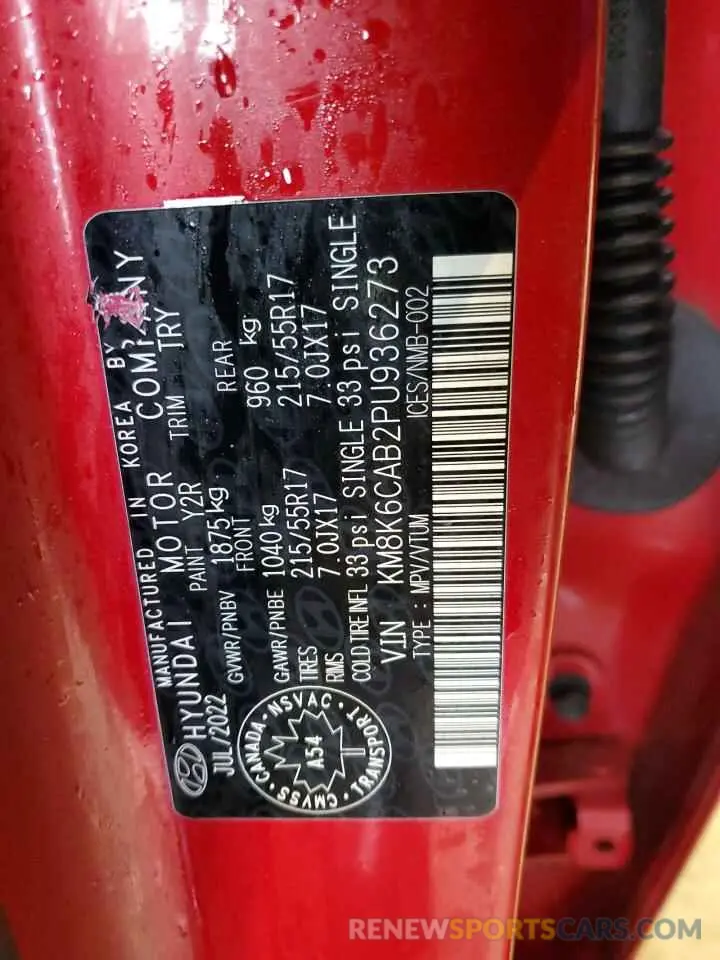 MANUFACTURED IN KOREA BY
HYUNDAI MOTOR COMPANY
JUL/2022 PAINT Y2R TRIM TRY
GVWR/PNBV 1875kg
FRONT REAR
GAWR/PNBE 1040 kg 960 kg
TIRES 215/55R17 215/55R17
RIMS 7.0JX17 7.0JX17
COLD TIRE INFL 33 psi SINGLE 33 psi SINGLE
VIN KM8K6CAB2PU936273
TYPE : MPV/VTUM ICES/NMB-002
CANADA · NSVAC · TRANSPORT · CMVSS ·
A54
RENEWSPORTSCARS.COM